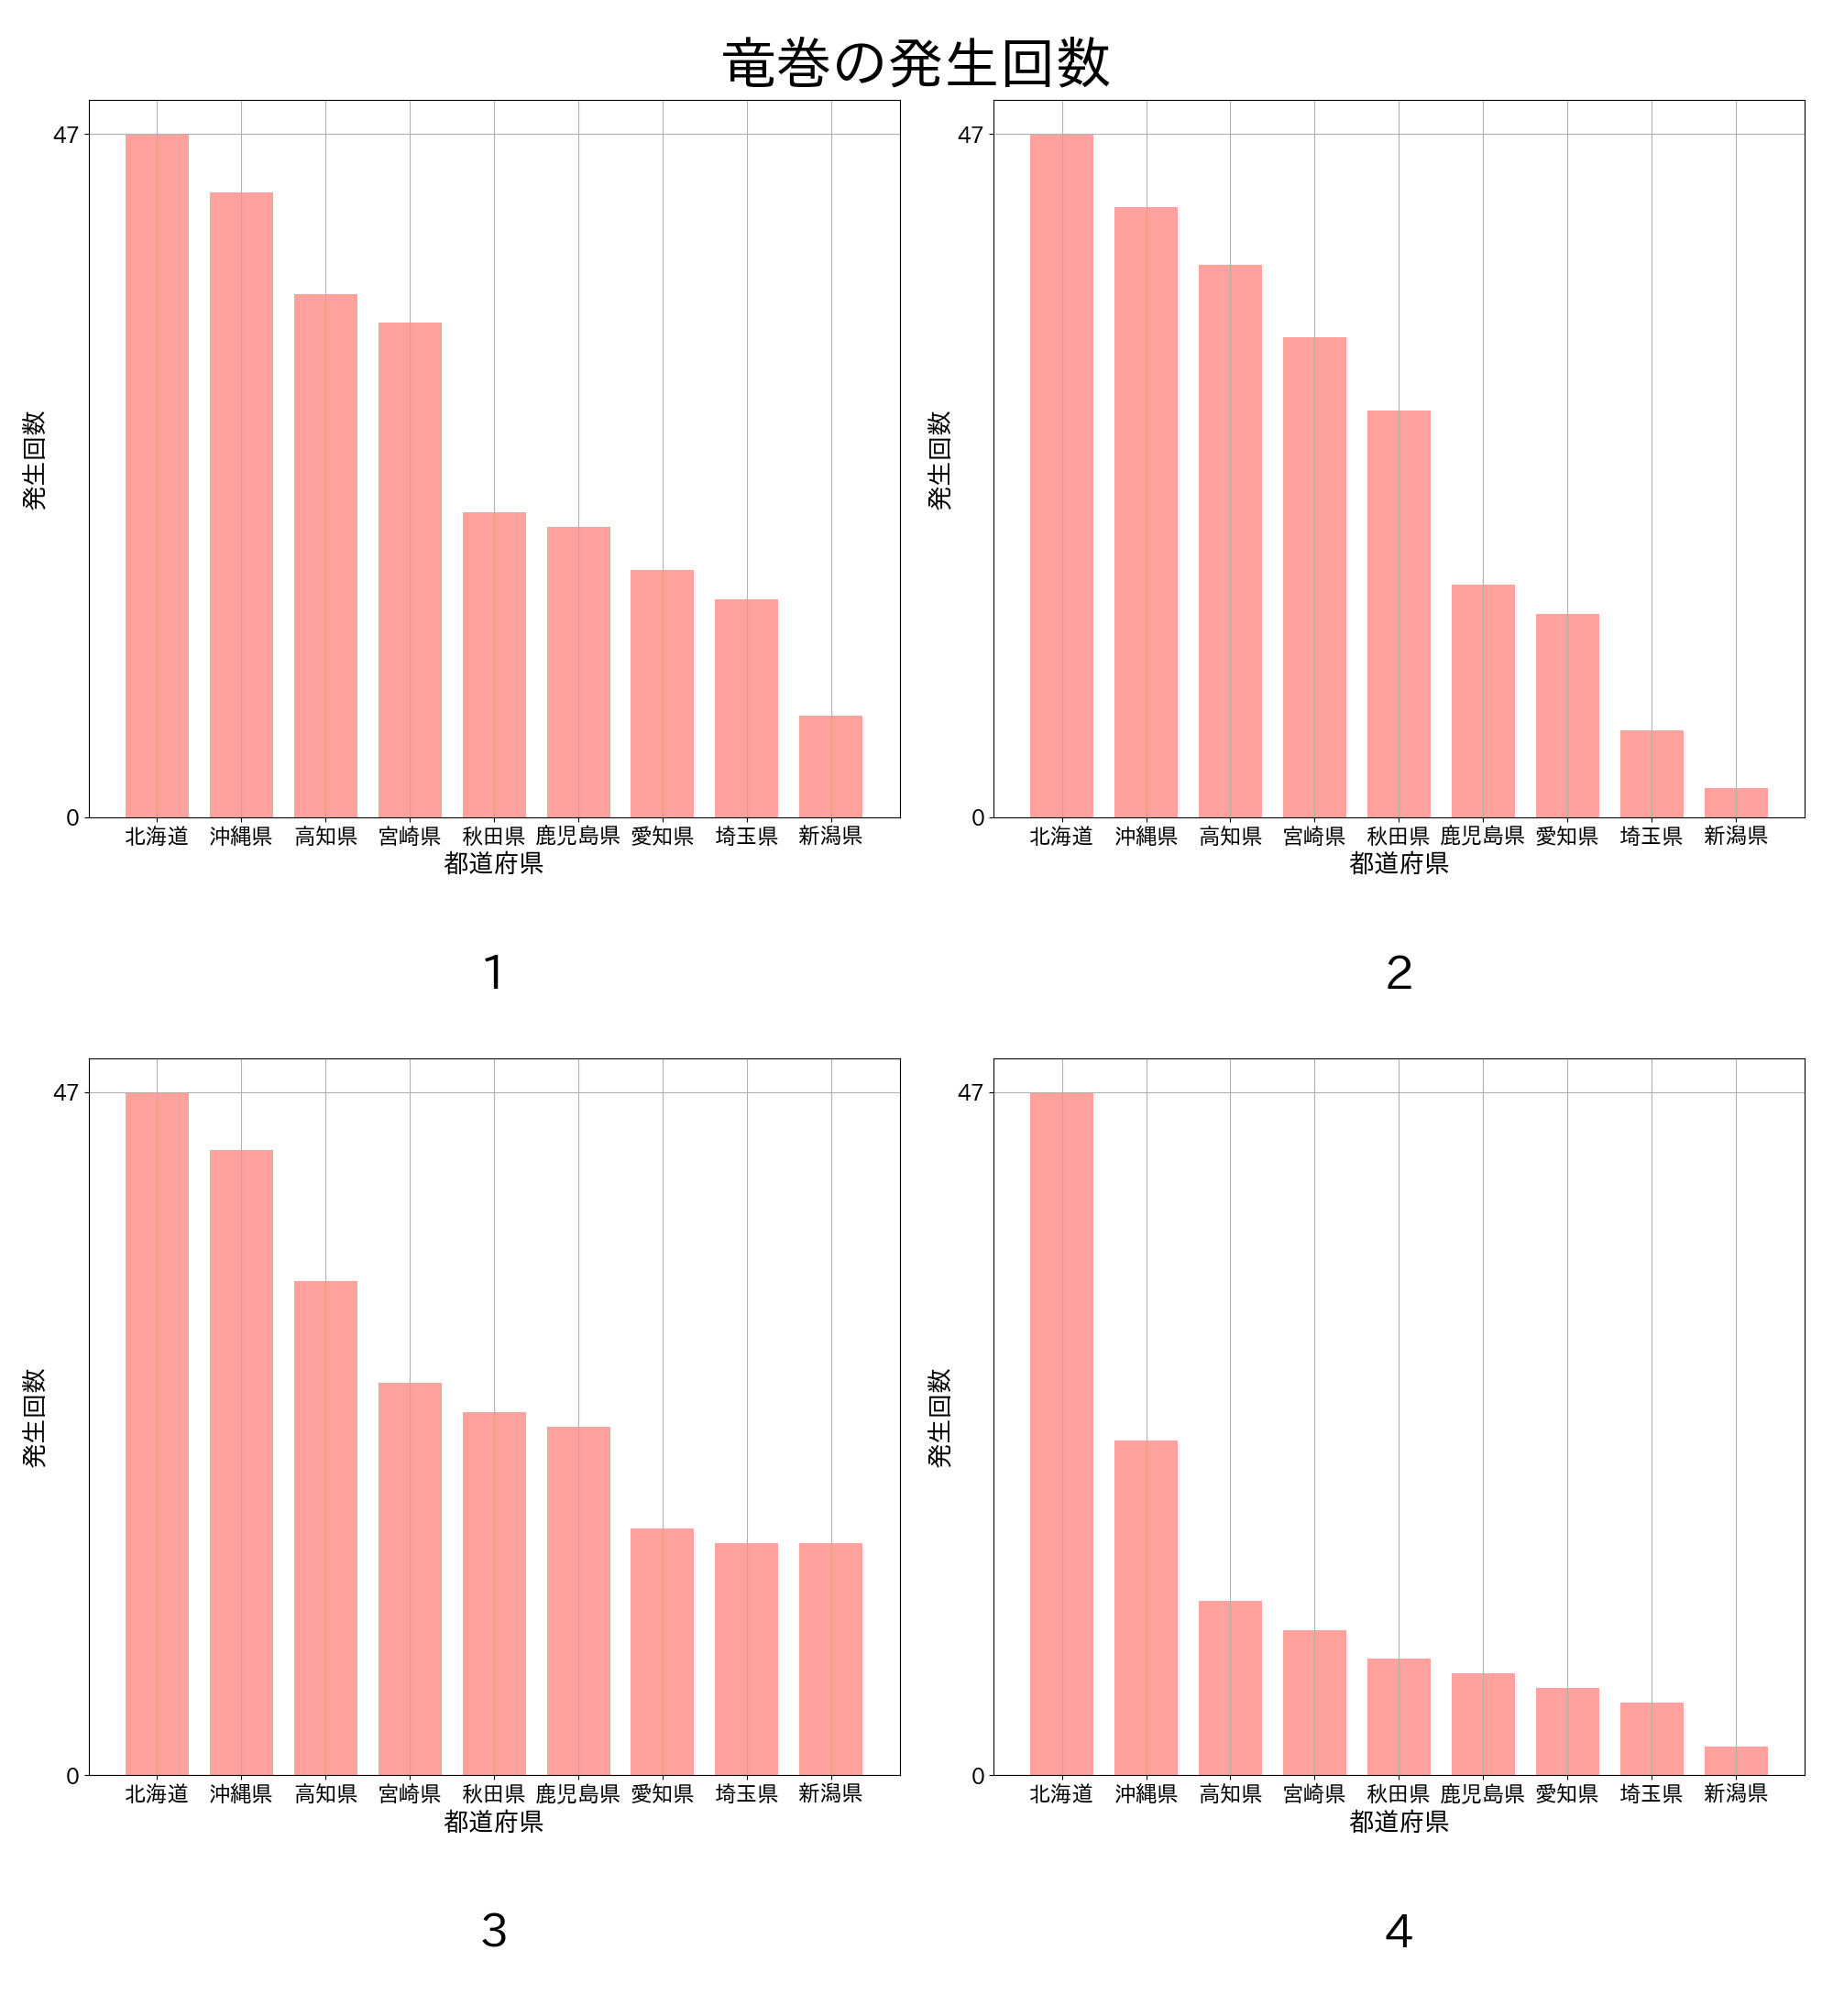 竜巻の発生回数
47
0
発生回数
北海道 沖縄県 高知県 宮崎県 秋田県 鹿児島県 愛知県 埼玉県 新潟県
都道府県
1
47
0
発生回数
北海道 沖縄県 高知県 宮崎県 秋田県 鹿児島県 愛知県 埼玉県 新潟県
都道府県
2
47
0
発生回数
北海道 沖縄県 高知県 宮崎県 秋田県 鹿児島県 愛知県 埼玉県 新潟県
都道府県
3
47
0
発生回数
北海道 沖縄県 高知県 宮崎県 秋田県 鹿児島県 愛知県 埼玉県 新潟県
都道府県
4